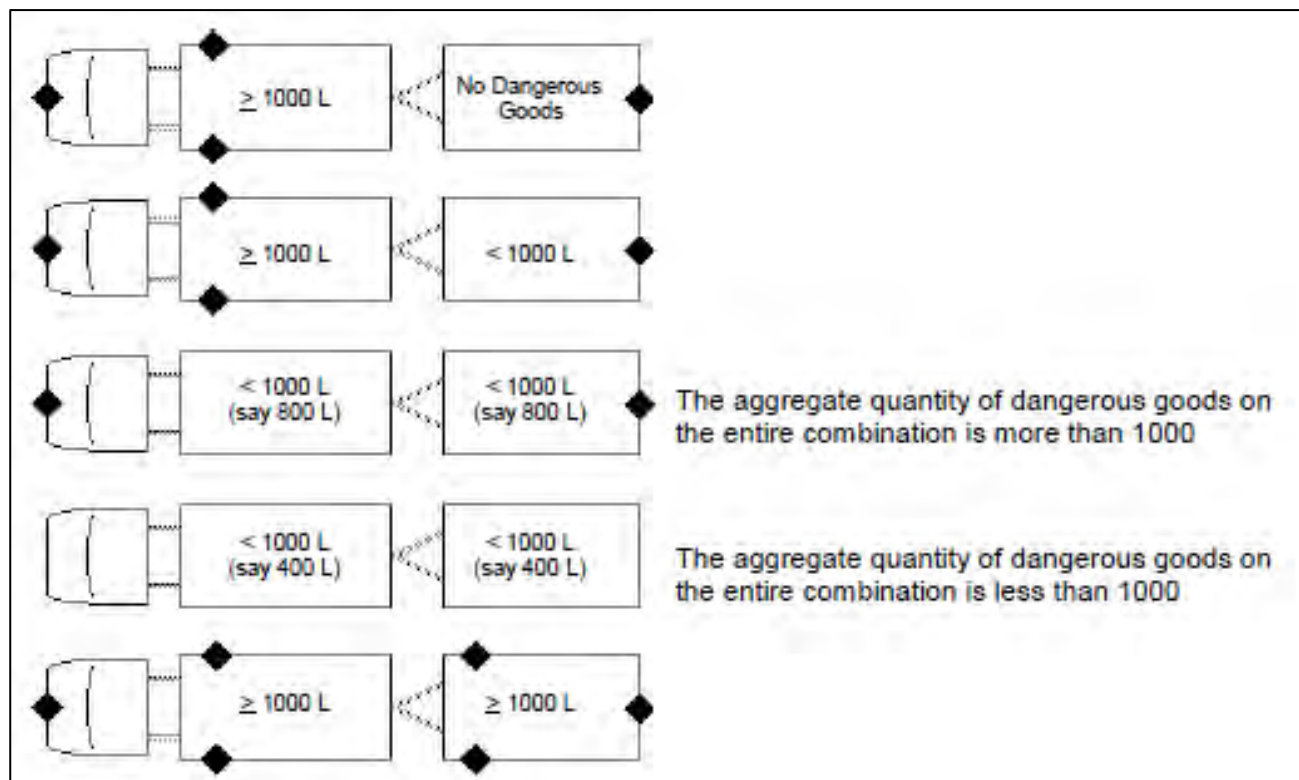 ≥ 1000 L
No Dangerous
Goods
≥ 1000 L
< 1000 L
< 1000 L
(say 800 L)
< 1000 L
(say 800 L)
The aggregate quantity of dangerous goods on
the entire combination is more than 1000
< 1000 L
(say 400 L)
< 1000 L
(say 400 L)
The aggregate quantity of dangerous goods on
the entire combination is less than 1000
≥ 1000 L
≥ 1000 L